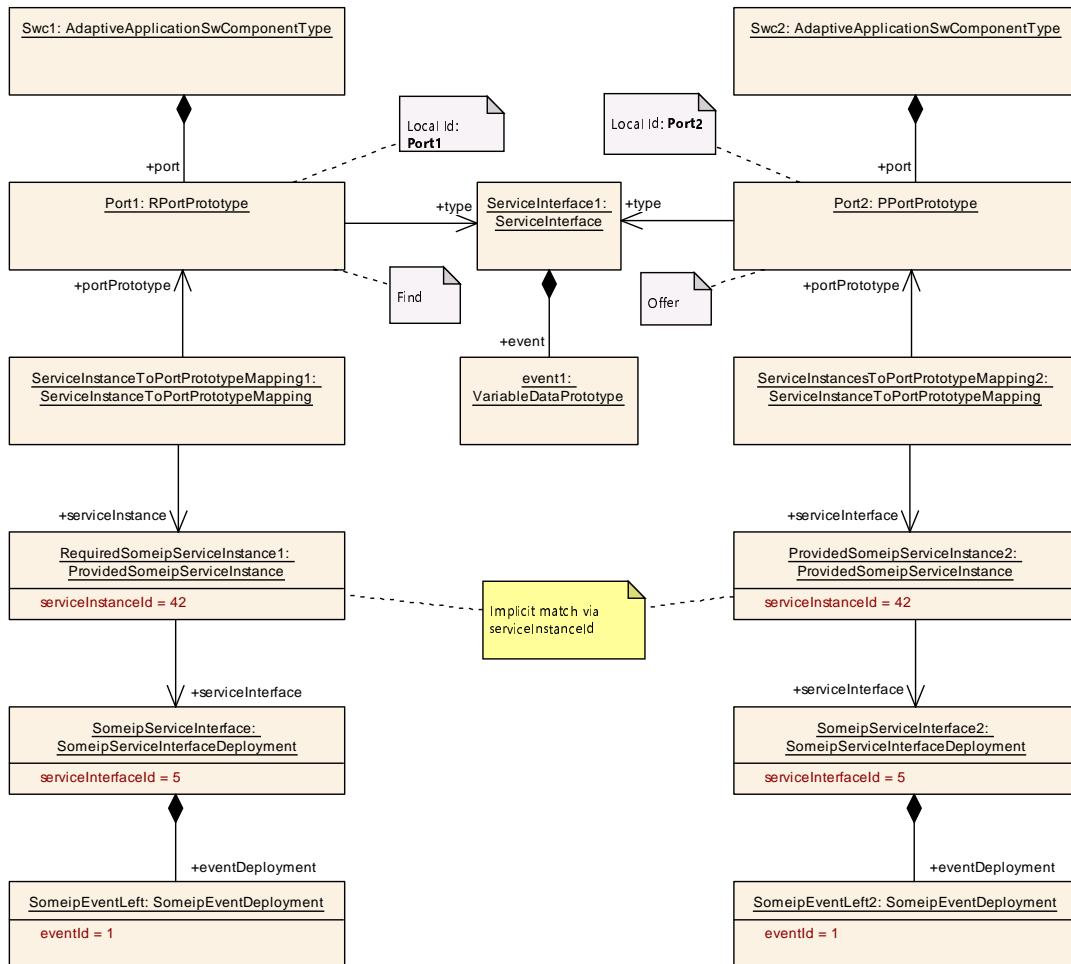 Swc1: AdaptiveApplicationSwComponentType
Swc2: AdaptiveApplicationSwComponentType
Local Id:
Port1
Local Id: Port2
+port
+port
Port1: RPortPrototype
+type
ServiceInterface1:
ServiceInterface
+type
Port2: PPortPrototype
+portPrototype
Find
Offer
+portPrototype
+event
ServiceInstanceToPortPrototypeMapping1:
ServiceInstanceToPortPrototypeMapping
event1:
VariableDataPrototype
ServiceInstancesToPortPrototypeMapping2:
ServiceInstanceToPortPrototypeMapping
+serviceInstance
+serviceInterface
RequiredSomeipServiceInstance1:
ProvidedSomeipServiceInstance
serviceInstanceId = 42
Implicit match via
serviceInstanceId
ProvidedSomeipServiceInstance2:
ProvidedSomeipServiceInstance
serviceInstanceId = 42
+serviceInterface
+serviceInterface
SomeipServiceInterface:
SomeipServiceInterfaceDeployment
serviceInterfaceId = 5
SomeipServiceInterface2:
SomeipServiceInterfaceDeployment
serviceInterfaceId = 5
+eventDeployment
+eventDeployment
SomeipEventLeft: SomeipEventDeployment
eventId = 1
SomeipEventLeft2: SomeipEventDeployment
eventId = 1